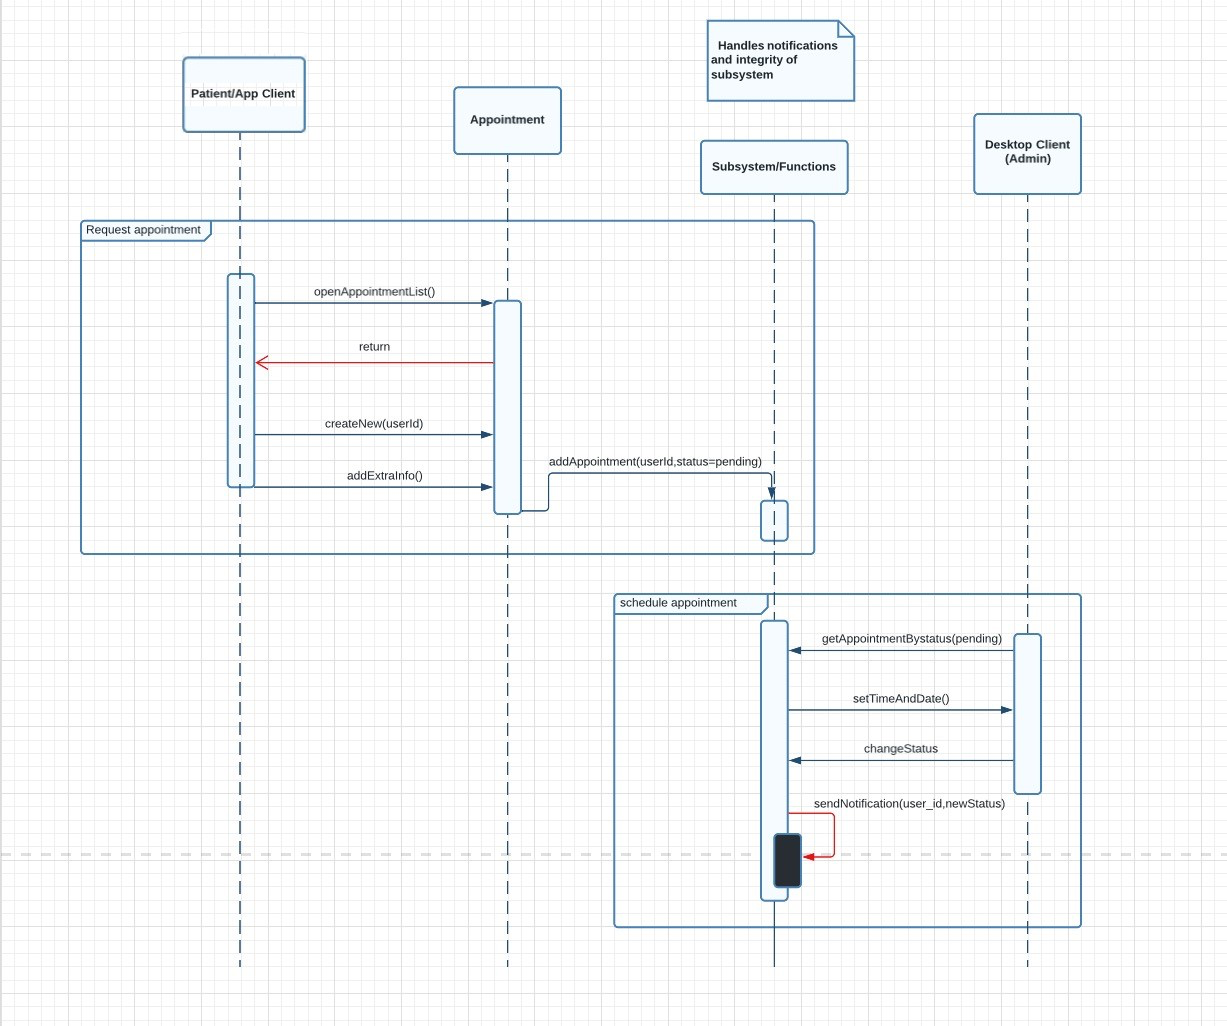 Handles notifications
and integrity of
subsystem
Patient/App Client
Appointment
Desktop Client
(Admin)
Subsystem/Functions
Request appointment
openAppointmentList()
return
createNew(userId)
addAppointment(userId,status=pending)
addExtraInfo()
schedule appointment
getAppointmentBystatus(pending)
setTimeAndDate()
changeStatus
sendNotification(user_id,newStatus)